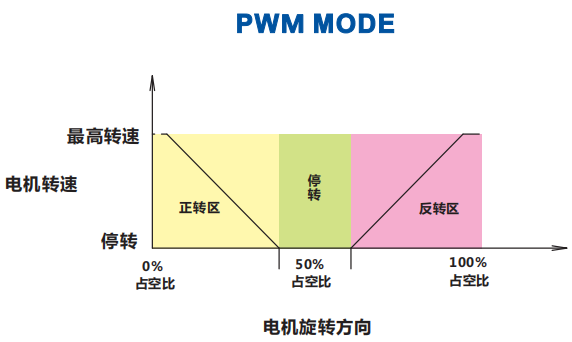 PWM MODE
最高转速
电机转速
停转
正转区
停
转
反转区
0%
占空比
50%
占空比
100%
占空比
电机旋转方向